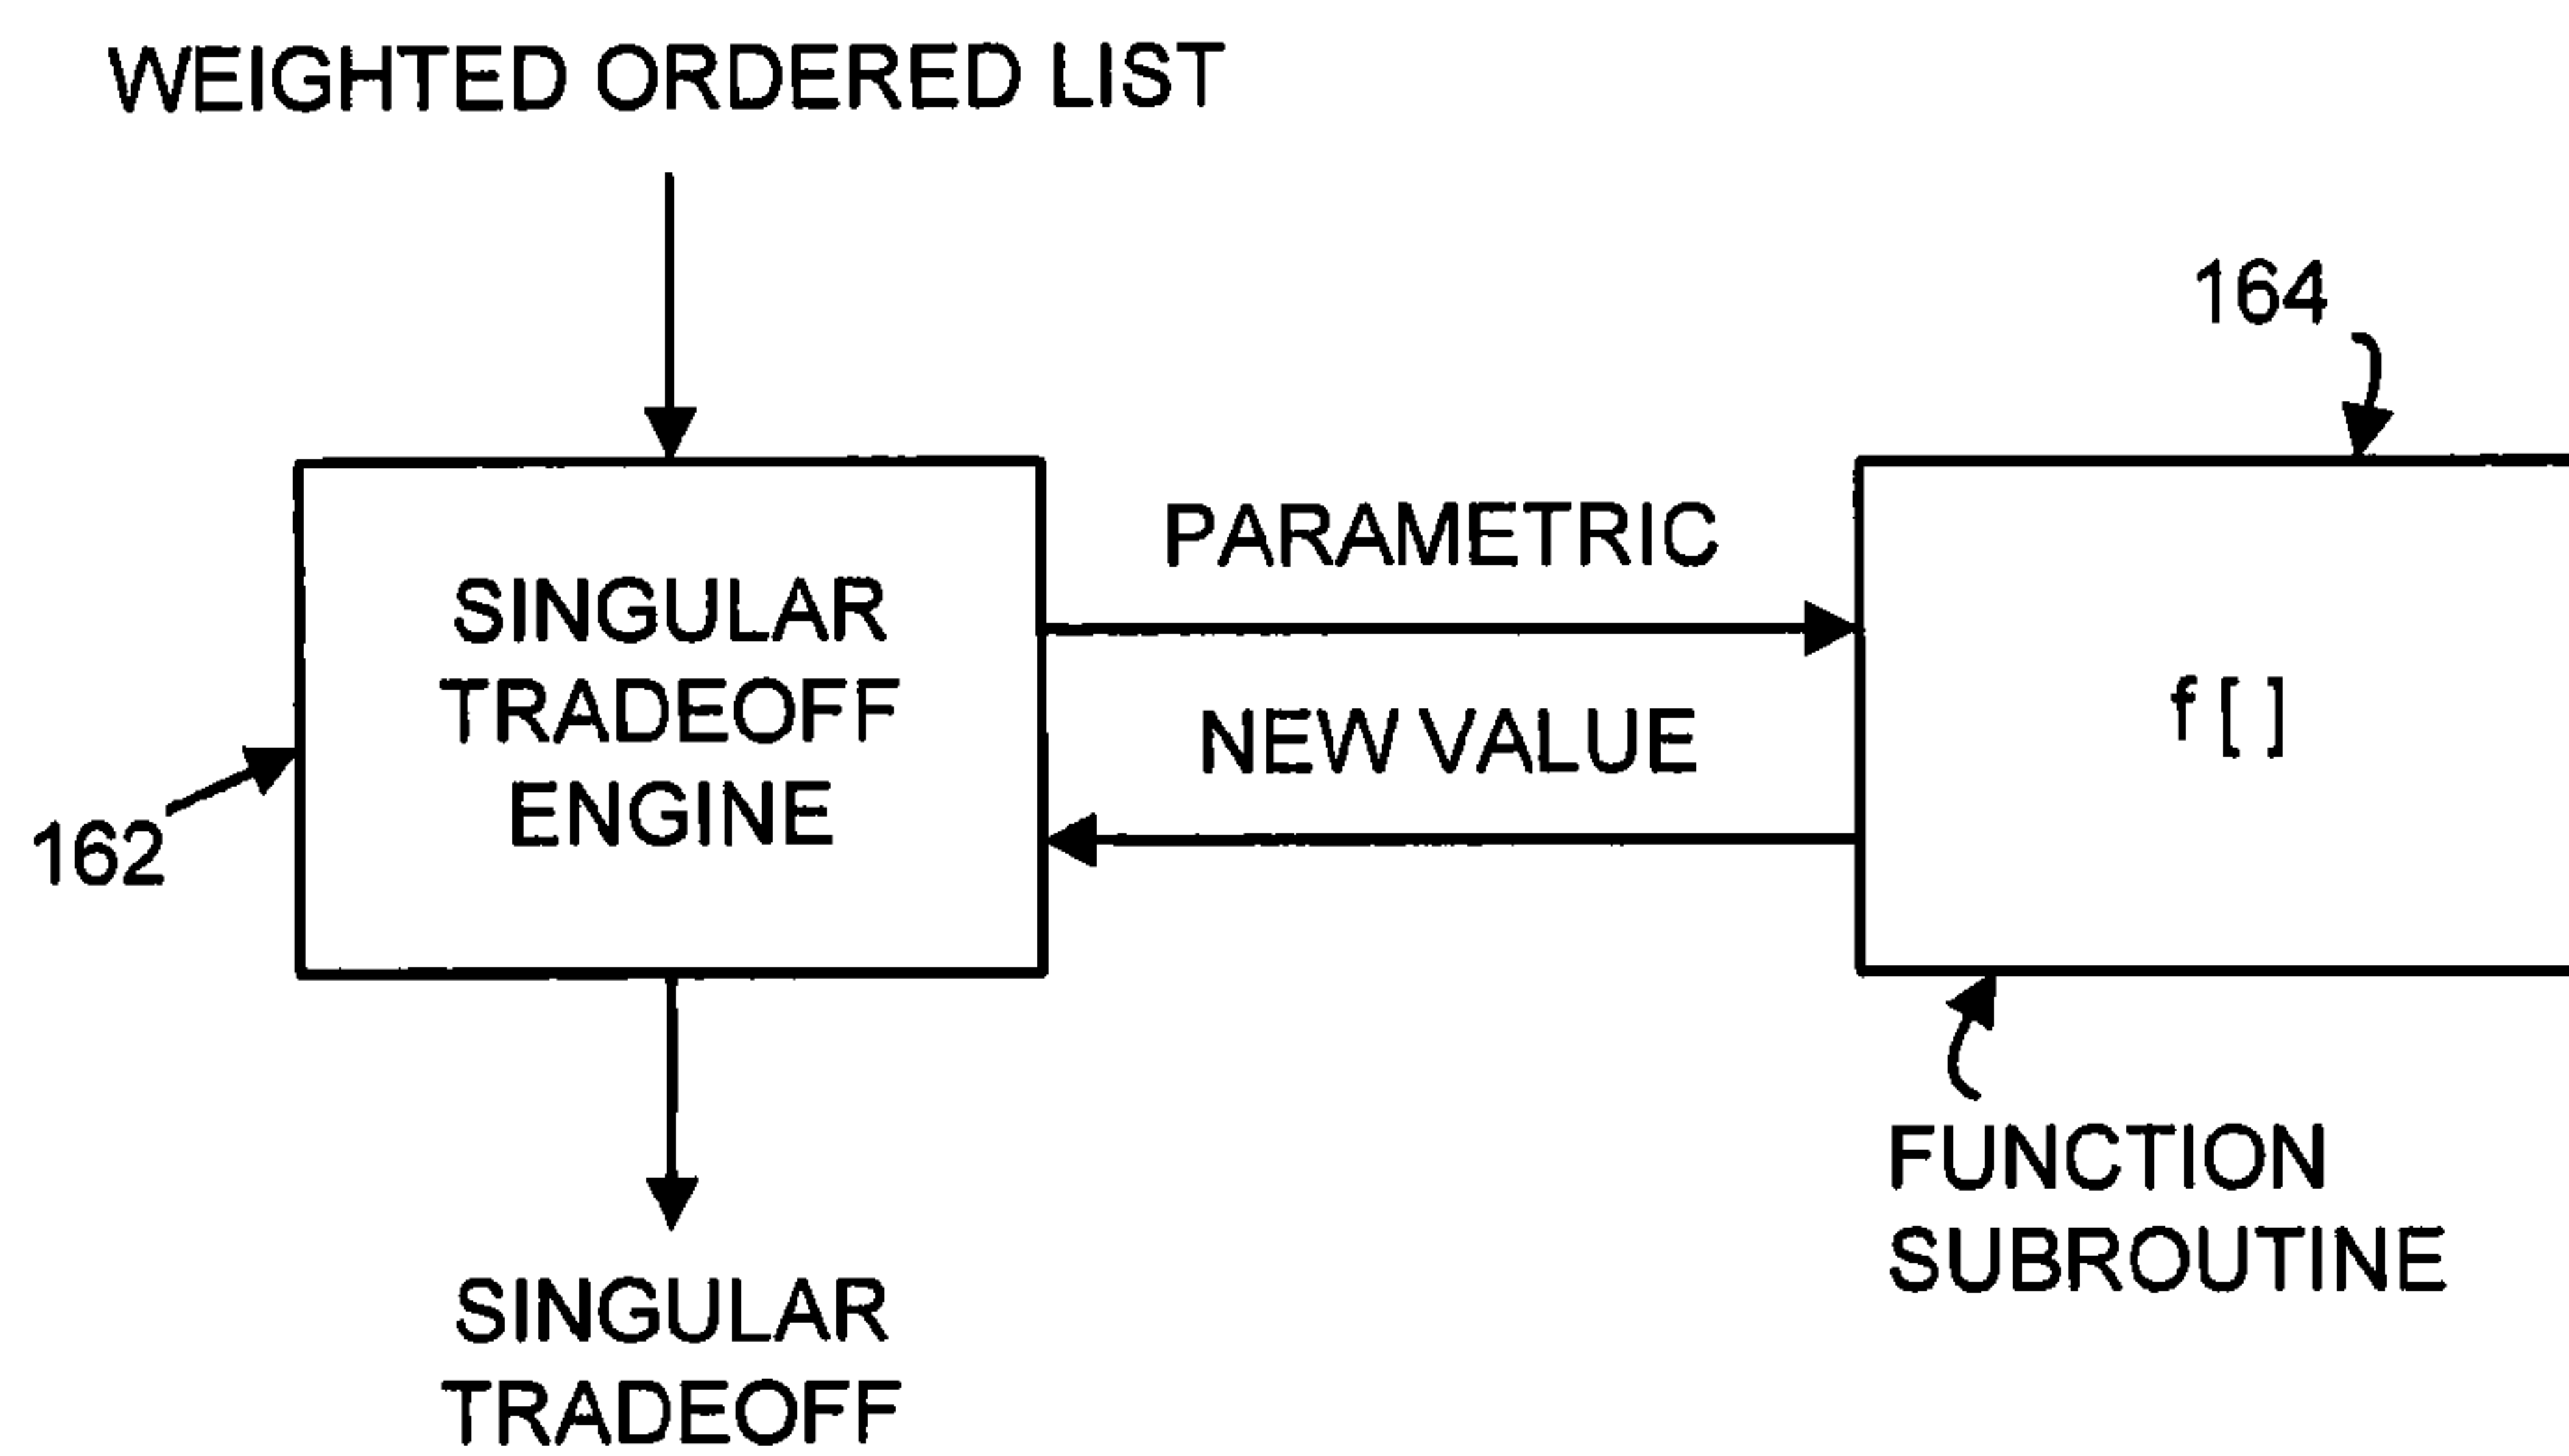 WEIGHTED ORDERED LIST
164
PARAMETRIC
SINGULAR
TRADEOFF
ENGINE
NEW VALUE
f [ ]
162
FUNCTION
SUBROUTINE
SINGULAR
TRADEOFF